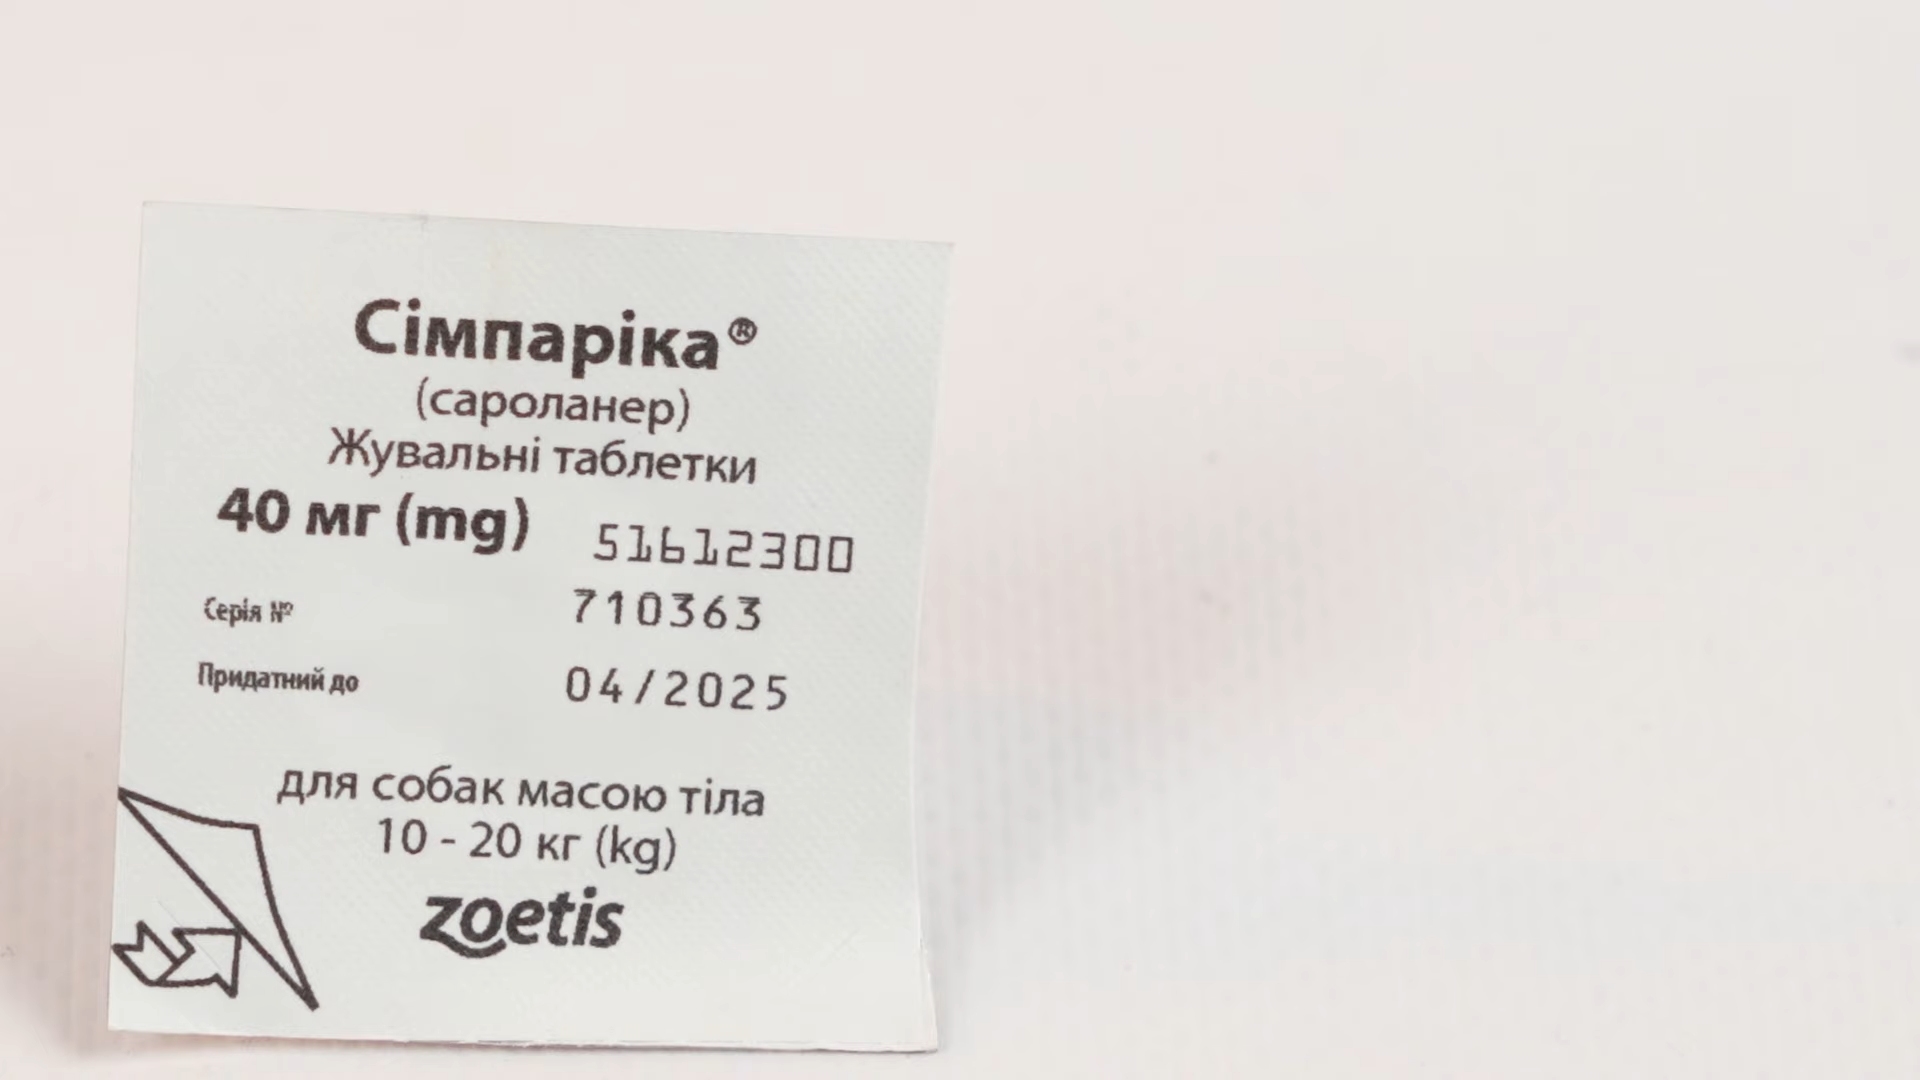 Сімпаріка®
(сароланер)
Жувальні таблетки
40 мг (mg) 51612300
Серія № 710363
Придатний до 04/2025
для собак масою тіла
10 - 20 кг (kg)
zoetis